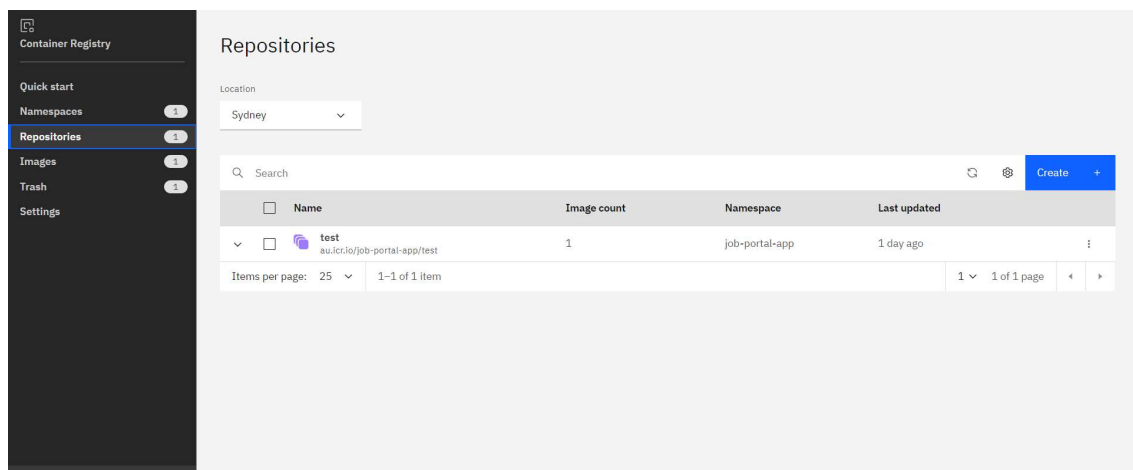 Container Registry
Quick start
Namespaces 1
Repositories 1
Images 1
Trash 1
Settings
Repositories
Location
Sydney
Search
Create +
Name Image count Namespace Last updated
test
au.icr.io/job-portal-app/test
1 job-portal-app 1 day ago
Items per page: 25 1–1 of 1 item 1 1 of 1 page